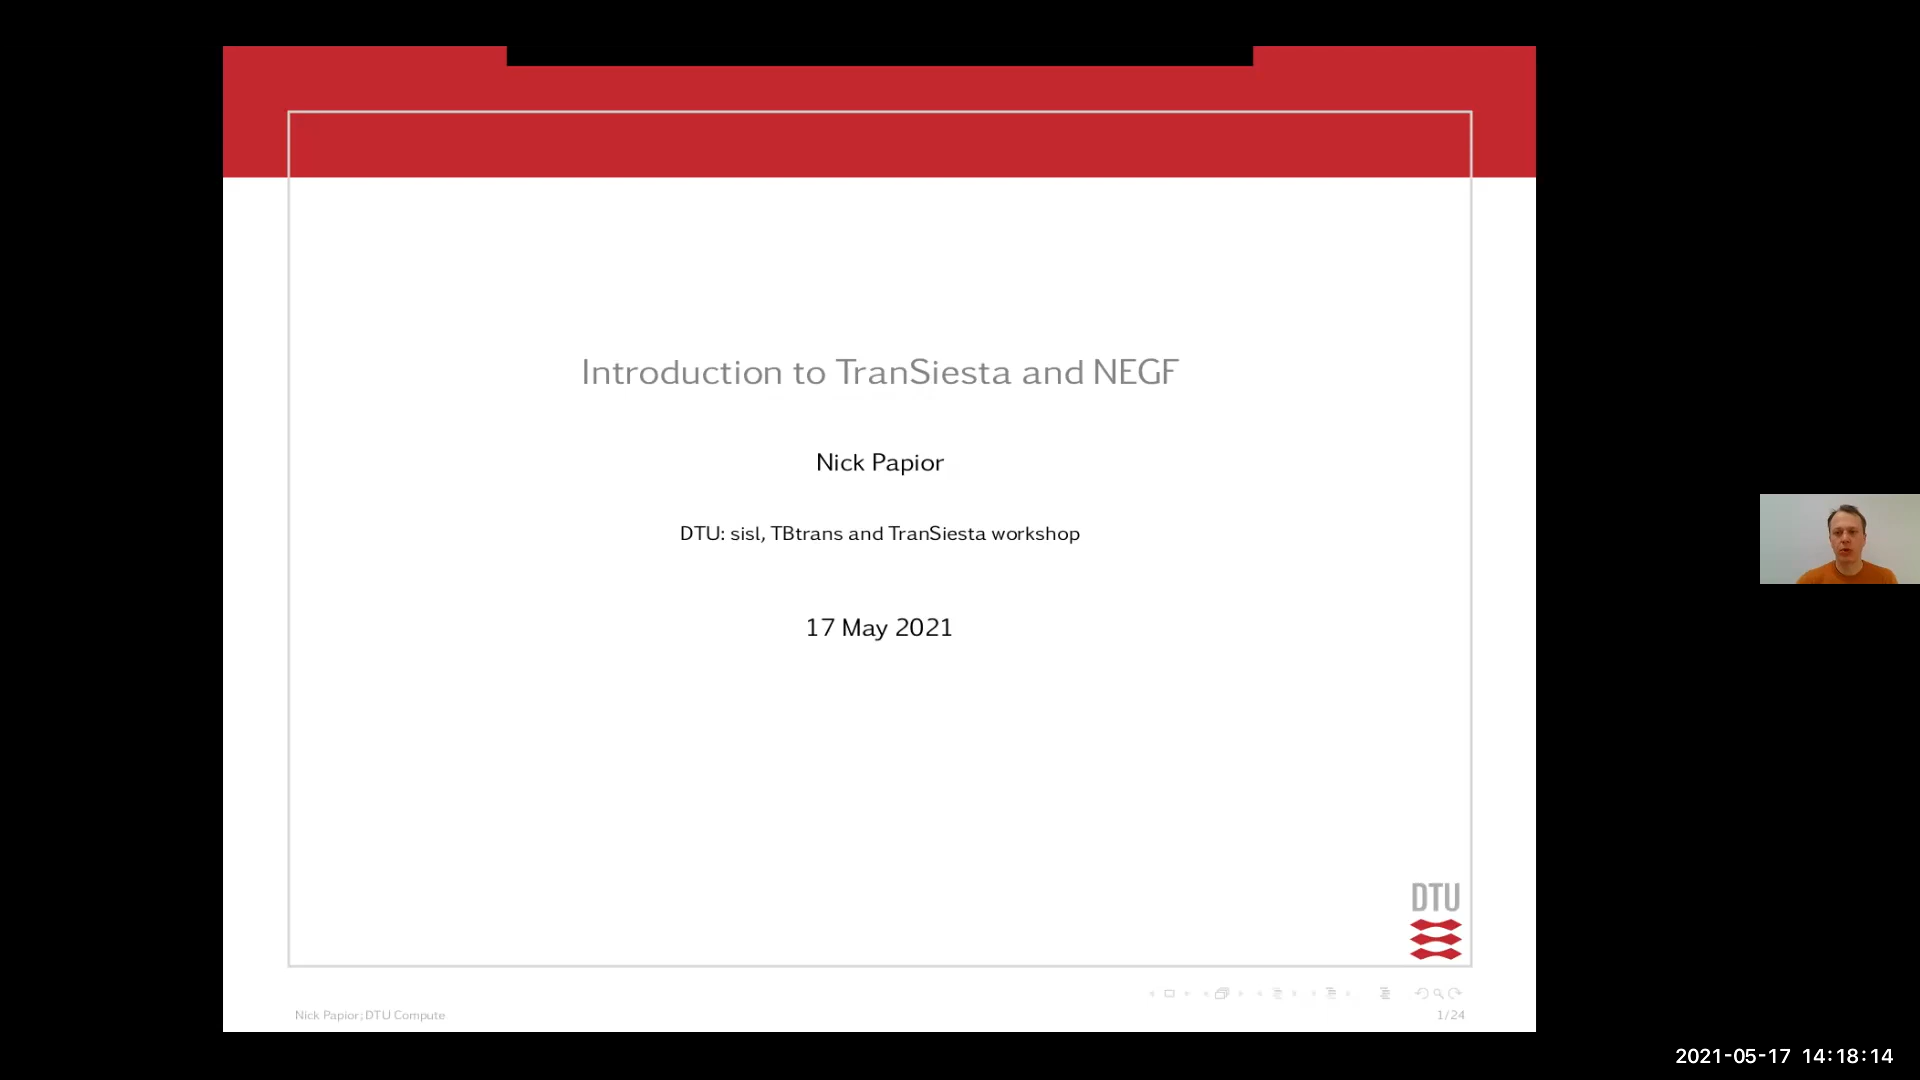 Introduction to TranSiesta and NEGF
Nick Papior
DTU: sisl, TBtrans and TranSiesta workshop
17 May 2021
DTU
Nick Papior; DTU Compute
1/24
2021-05-17 14:18:14